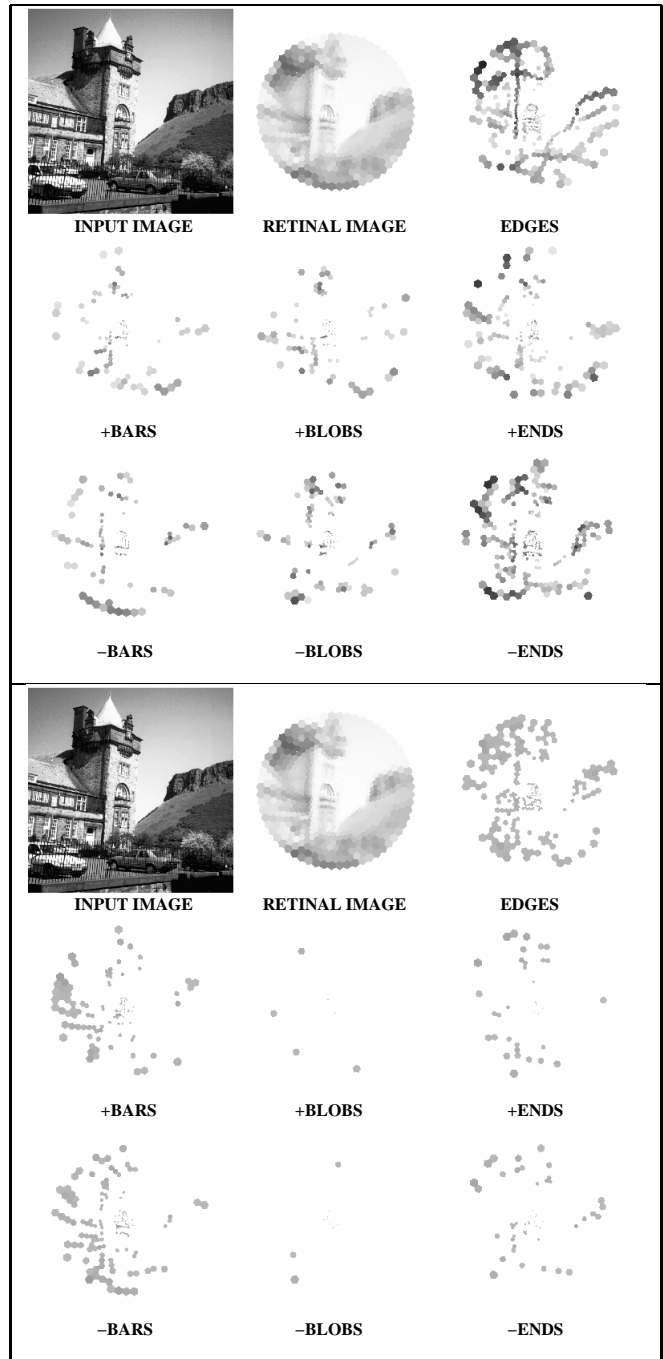 INPUT IMAGE RETINAL IMAGE EDGES
+BARS +BLOBS +ENDS
−BARS −BLOBS −ENDS
INPUT IMAGE RETINAL IMAGE EDGES
+BARS +BLOBS +ENDS
−BARS −BLOBS −ENDS